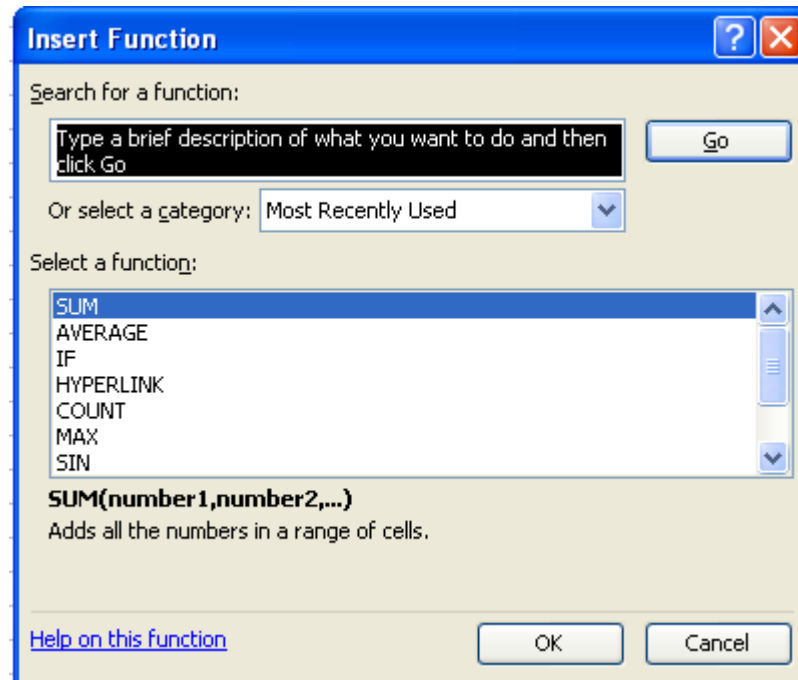 Insert Function
Search for a function:
Type a brief description of what you want to do and then
click Go
Go
Or select a category: Most Recently Used
Select a function:
SUM
AVERAGE
IF
HYPERLINK
COUNT
MAX
SIN
SUM(number1,number2,...)
Adds all the numbers in a range of cells.
Help on this function
OK
Cancel